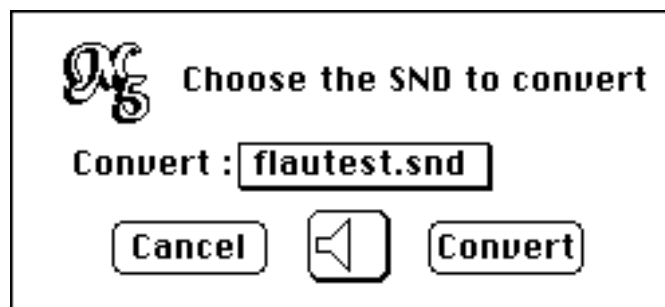 Choose the SND to convert
Convert : flautest.snd
Cancel
Convert